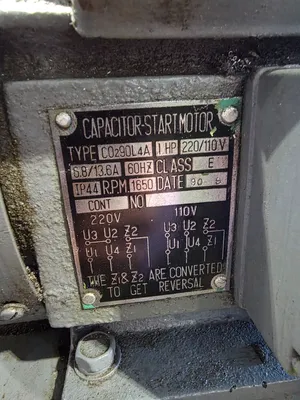 CAPACITOR-START MOTOR
TYPE CO290L4A 1 HP 220/110 V
6.8/13.6A 60HZ CLASS E
IP44 RPM 1650 DATE
CONT NO
220V 110V
U3 U2 Z2 U3 U2 Z2
U1 U4 Z1 U1 U4 Z1
THE Z1 & Z2 ARE CONVERTED
TO GET REVERSAL